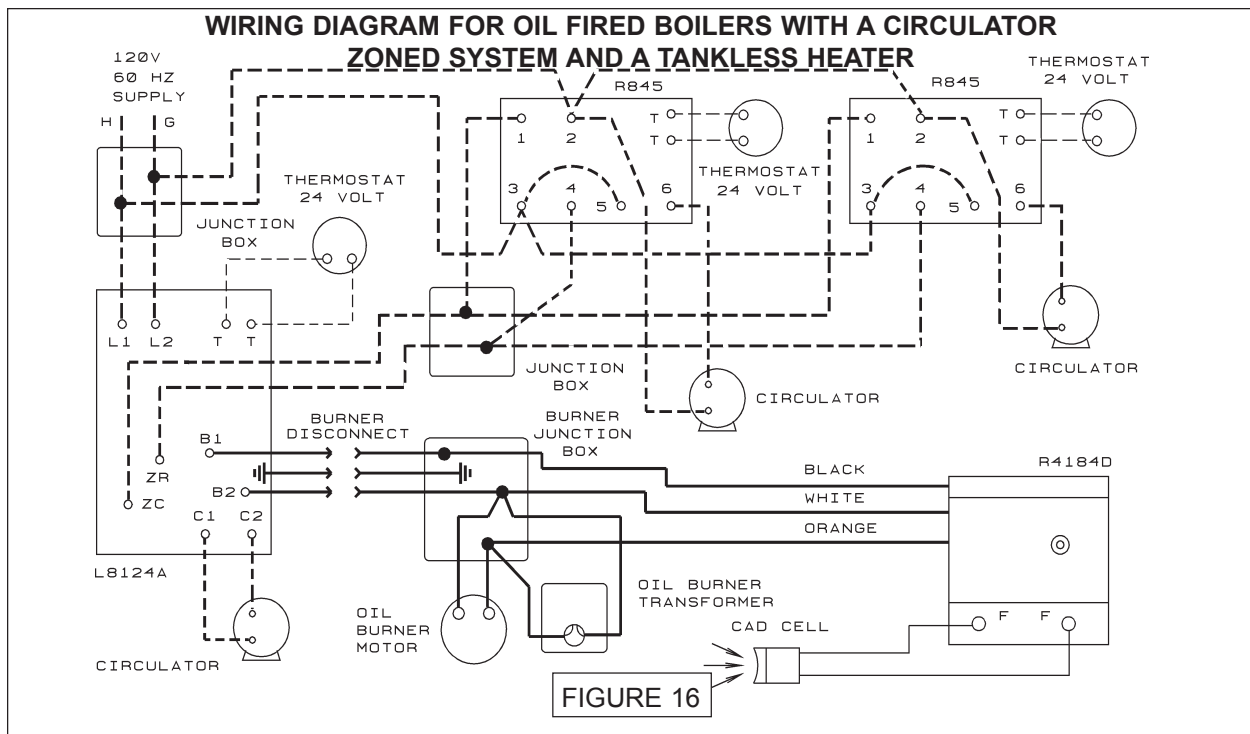 WIRING DIAGRAM FOR OIL FIRED BOILERS WITH A CIRCULATOR
ZONED SYSTEM AND A TANKLESS HEATER
120V
60 HZ
SUPPLY
H
G
R845
T
T
1
2
3
4
5
6
THERMOSTAT
24 VOLT
R845
T
T
1
2
3
4
5
6
THERMOSTAT
24 VOLT
THERMOSTAT
24 VOLT
JUNCTION
BOX
L1
L2
T
T
JUNCTION
BOX
CIRCULATOR
CIRCULATOR
BURNER
DISCONNECT
BURNER
JUNCTION
BOX
B1
ZR
ZC
B2
C1
C2
L8124A
BLACK
WHITE
ORANGE
R4184D
F
F
OIL
BURNER
MOTOR
OIL BURNER
TRANSFORMER
CAD CELL
CIRCULATOR
FIGURE 16